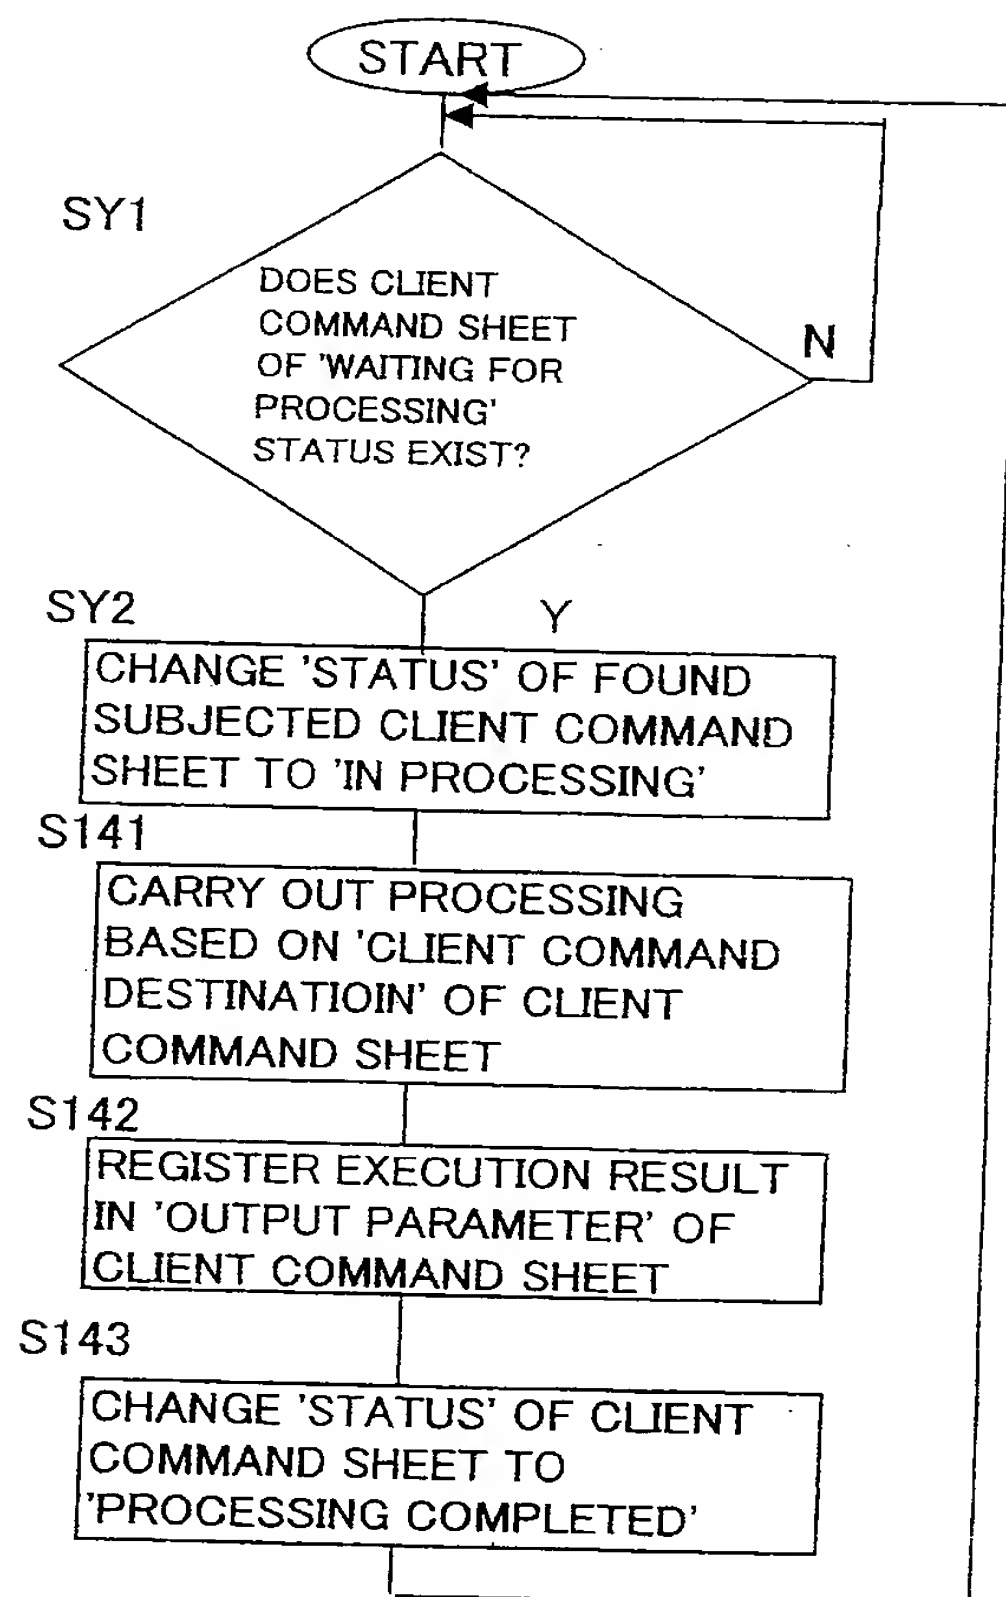 START
SY1
DOES CLIENT
COMMAND SHEET
OF 'WAITING FOR
PROCESSING'
STATUS EXIST?
N
SY2
Y
CHANGE 'STATUS' OF FOUND
SUBJECTED CLIENT COMMAND
SHEET TO 'IN PROCESSING'
S141
CARRY OUT PROCESSING
BASED ON 'CLIENT COMMAND
DESTINATIOIN' OF CLIENT
COMMAND SHEET
S142
REGISTER EXECUTION RESULT
IN 'OUTPUT PARAMETER' OF
CLIENT COMMAND SHEET
S143
CHANGE 'STATUS' OF CLIENT
COMMAND SHEET TO
'PROCESSING COMPLETED'